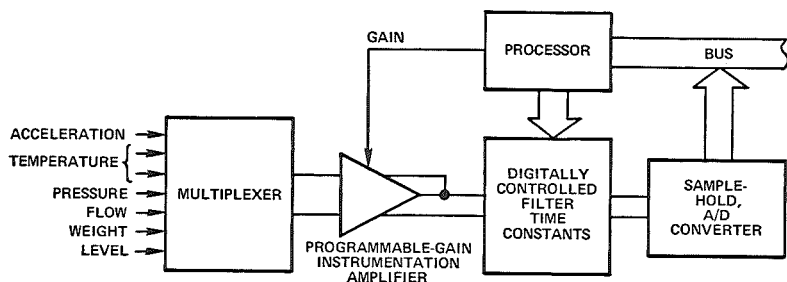 GAIN
PROCESSOR
BUS
ACCELERATION
TEMPERATURE
PRESSURE
FLOW
WEIGHT
LEVEL
MULTIPLEXER
PROGRAMMABLE-GAIN
INSTRUMENTATION
AMPLIFIER
DIGITALLY
CONTROLLED
FILTER
TIME
CONSTANTS
SAMPLE-
HOLD,
A/D
CONVERTER